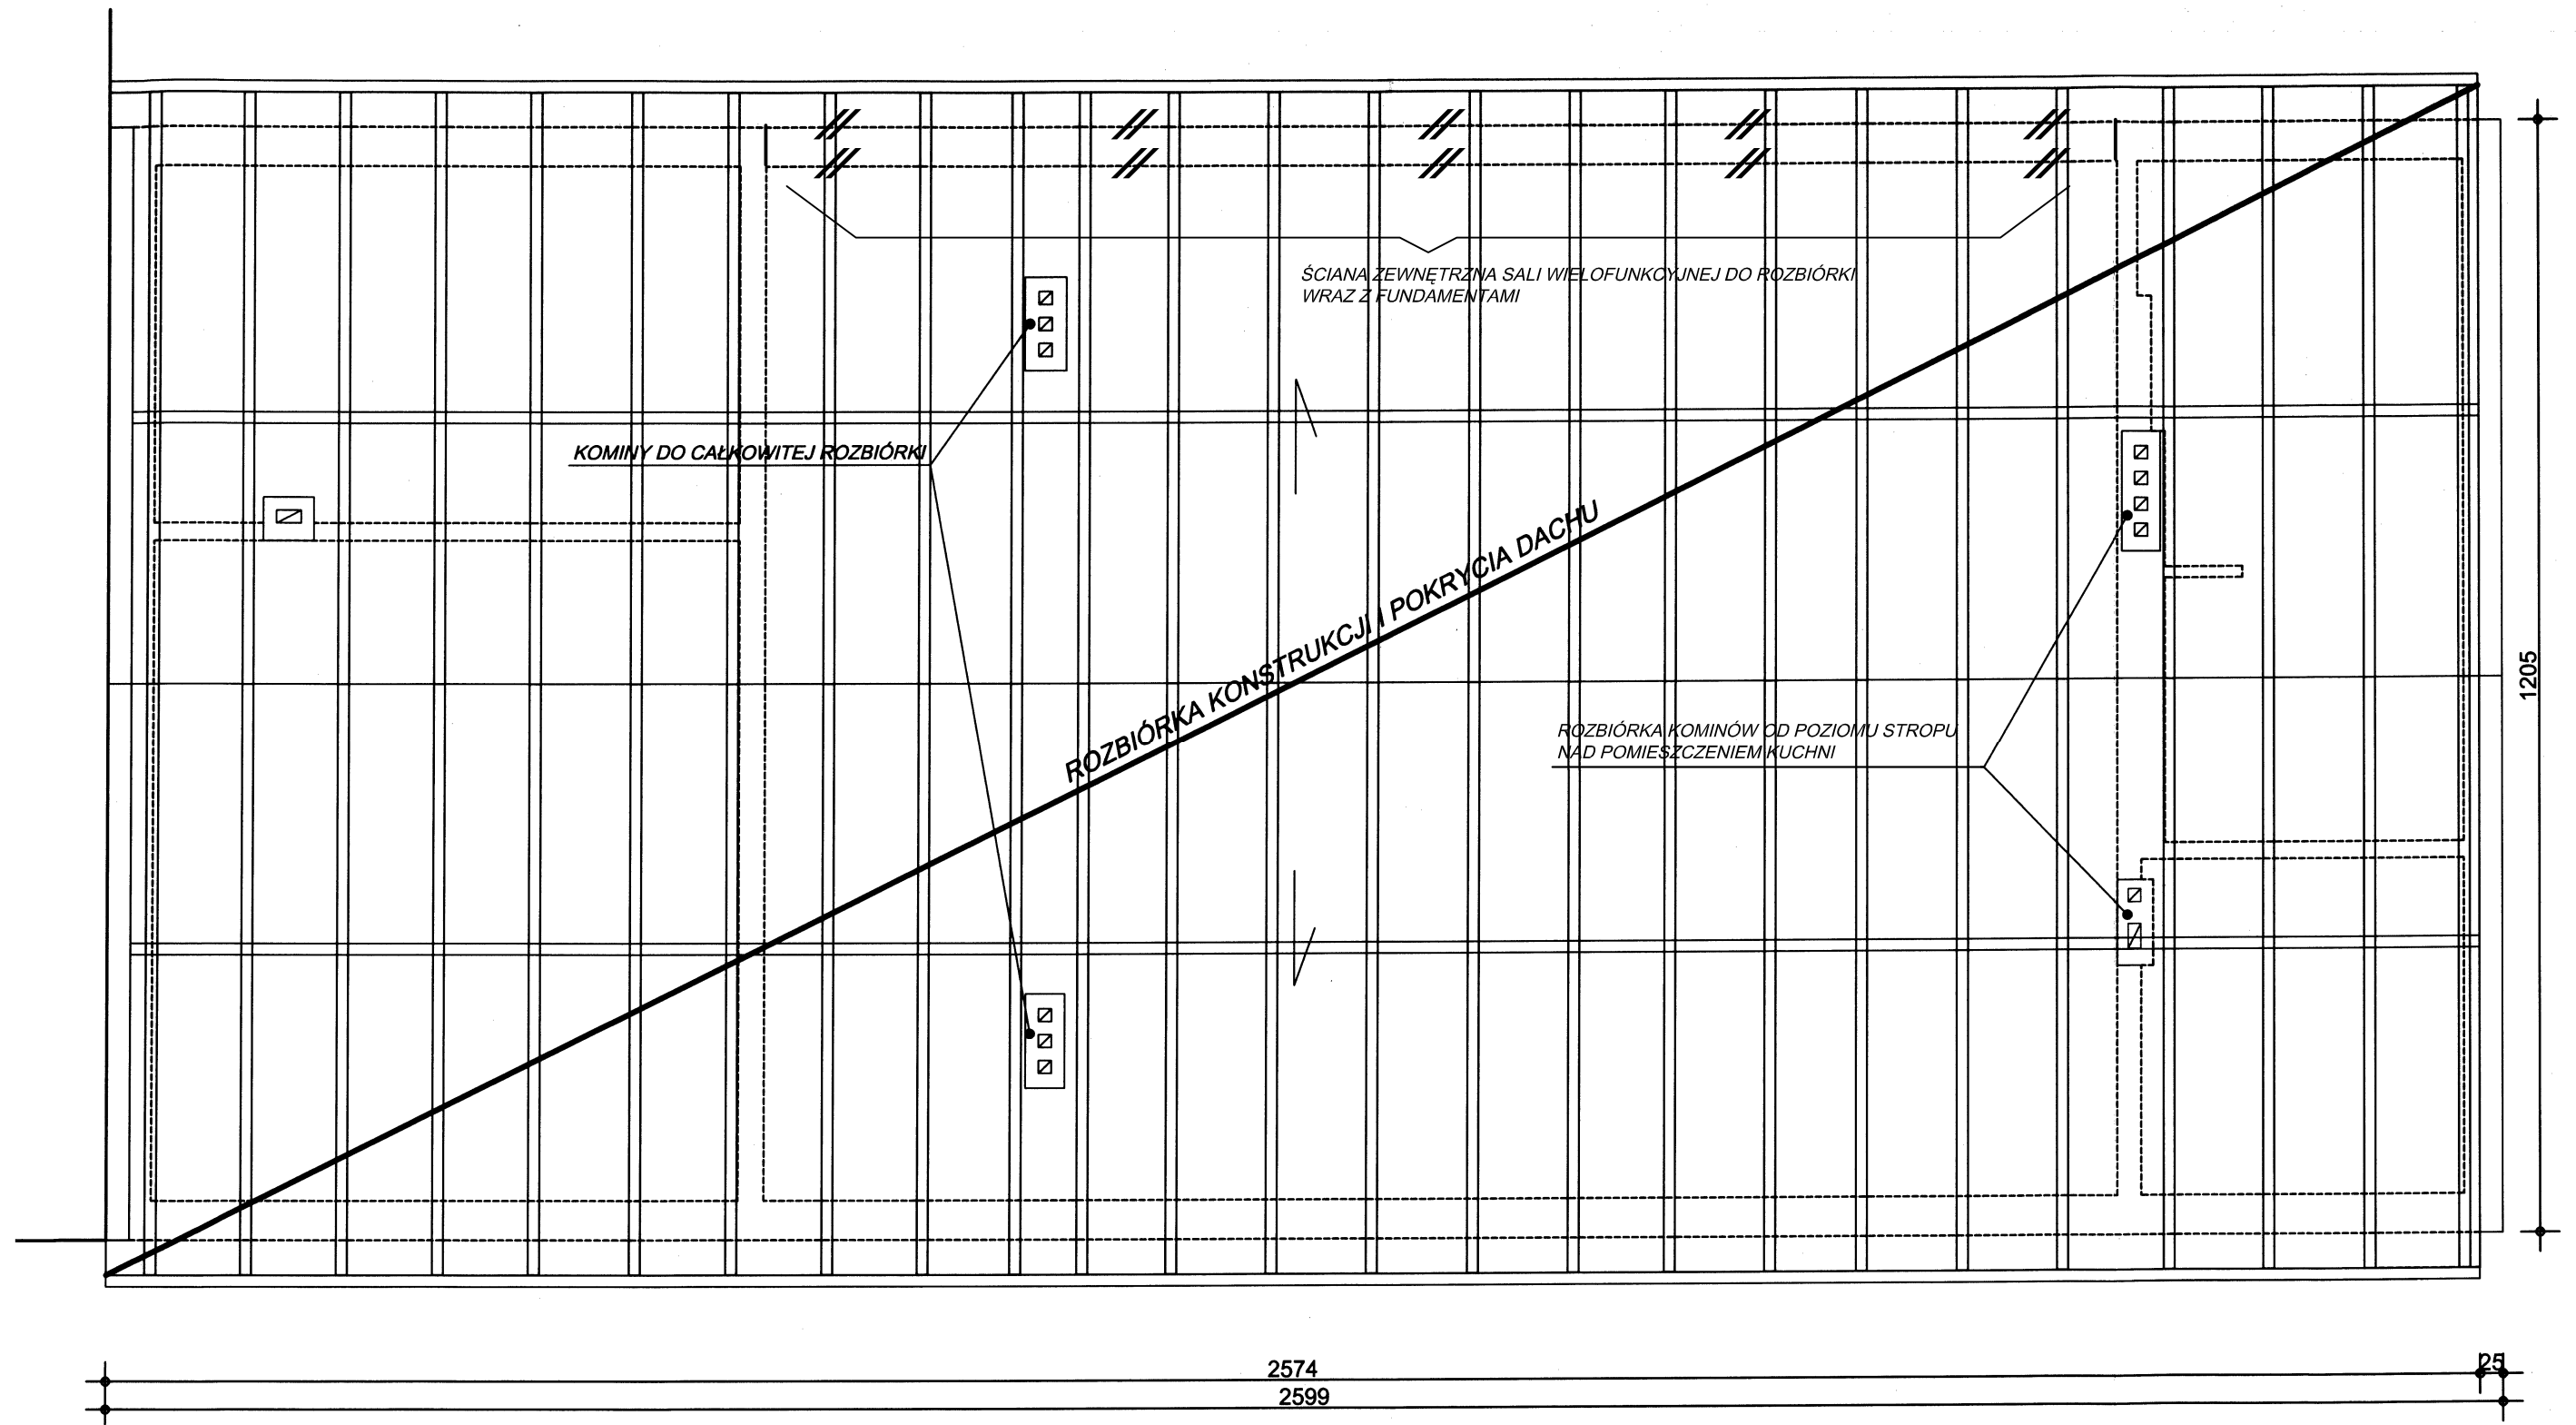 ŚCIANA ZEWNĘTRZNA SALI WIELOFUNKCYJNEJ DO ROZBIÓRKI
WRAZ Z FUNDAMENTAMI
KOMINY DO CAŁKOWITEJ ROZBIÓRKI
ROZBIÓRKA KONSTRUKCJI I POKRYCIA DACHU
1205
ROZBIÓRKA KOMINÓW OD POZIOMU STROPU
NAD POMIESZCZENIEM KUCHNI
2574
25
2599